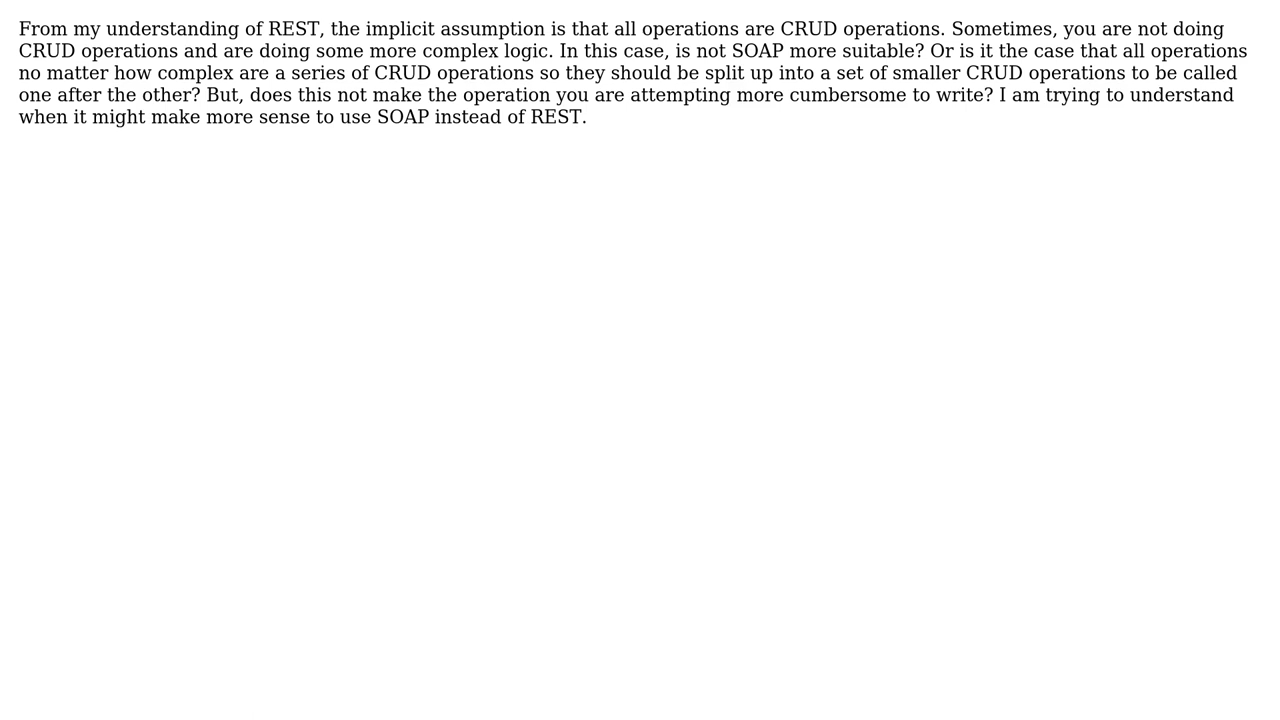 From my understanding of REST, the implicit assumption is that all operations are CRUD operations. Sometimes, you are not doing
CRUD operations and are doing some more complex logic. In this case, is not SOAP more suitable? Or is it the case that all operations
no matter how complex are a series of CRUD operations so they should be split up into a set of smaller CRUD operations to be called
one after the other? But, does this not make the operation you are attempting more cumbersome to write? I am trying to understand
when it might make more sense to use SOAP instead of REST.